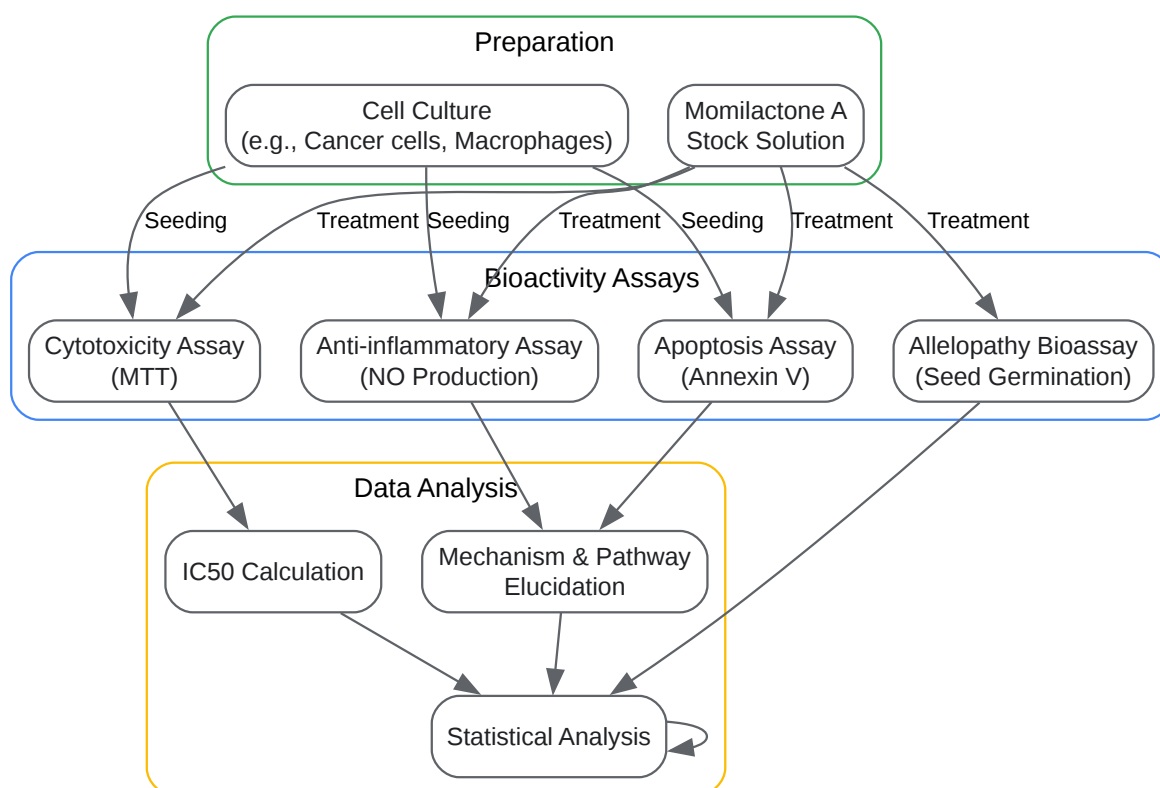 Preparation
Cell Culture
(e.g., Cancer cells, Macrophages)
Momilactone A
Stock Solution
Seeding
Treatment
Seeding
Treatment
Seeding
Treatment
Treatment
Bioactivity Assays
Cytotoxicity Assay
(MTT)
Anti-inflammatory Assay
(NO Production)
Apoptosis Assay
(Annexin V)
Allelopathy Bioassay
(Seed Germination)
Data Analysis
IC50 Calculation
Mechanism & Pathway
Elucidation
Statistical Analysis